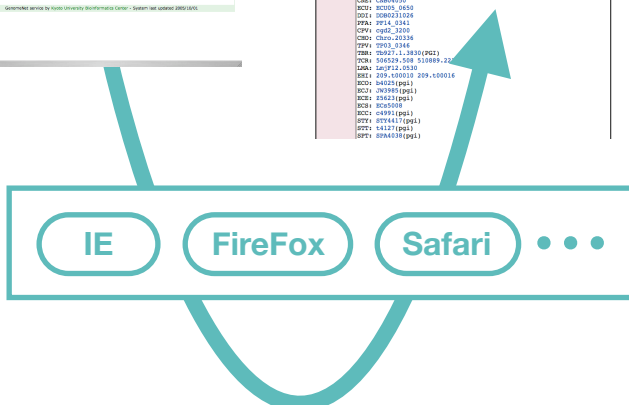 GenomeNet service by Kyoto University Bioinformatics Center - System last updated 2005/10/01
ECU: ECU05_0650
DDI: DDB0231026
PFA: PF14_0341
CPV: cgd2_3200
CHO: Chro.20336
TPV: TP03_0346
TBR: Tb927.1.3830(PGI)
TCR: 506529.508 510889.22
LMA: LmjF12.0530
EHI: 209.t00010 209.t00016
ECO: b4025(pgi)
ECJ: JW3985(pgi)
ECE: Z5623(pgi)
ECS: ECs5008
ECC: c4991(pgi)
STY: STY4417(pgi)
STT: t4127(pgi)
SPT: SPA4038(pgi)
IE FireFox Safari • • •